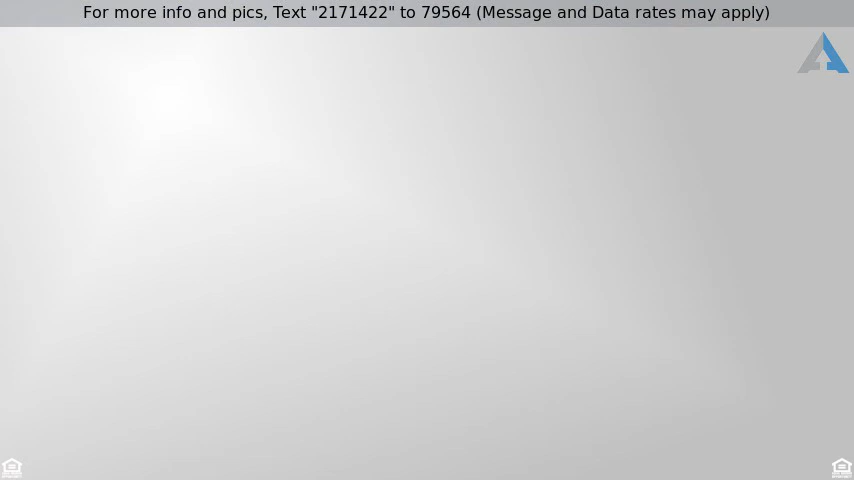 For more info and pics, Text "2171422" to 79564 (Message and Data rates may apply)